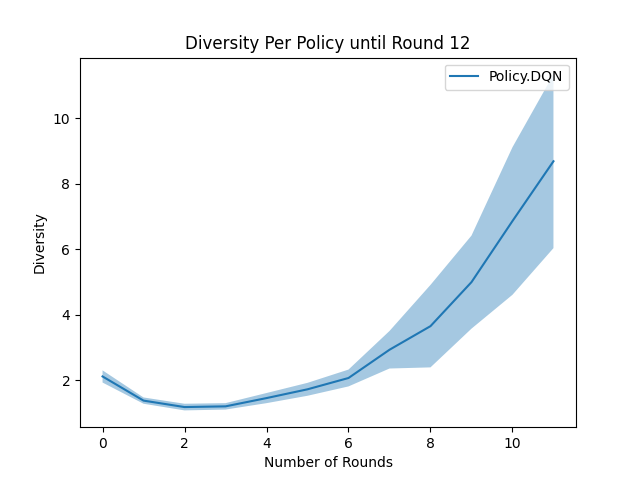 Diversity Per Policy until Round 12
Policy.DQN
10
8
6
4
2
Diversity
0 2 4 6 8 10
Number of Rounds